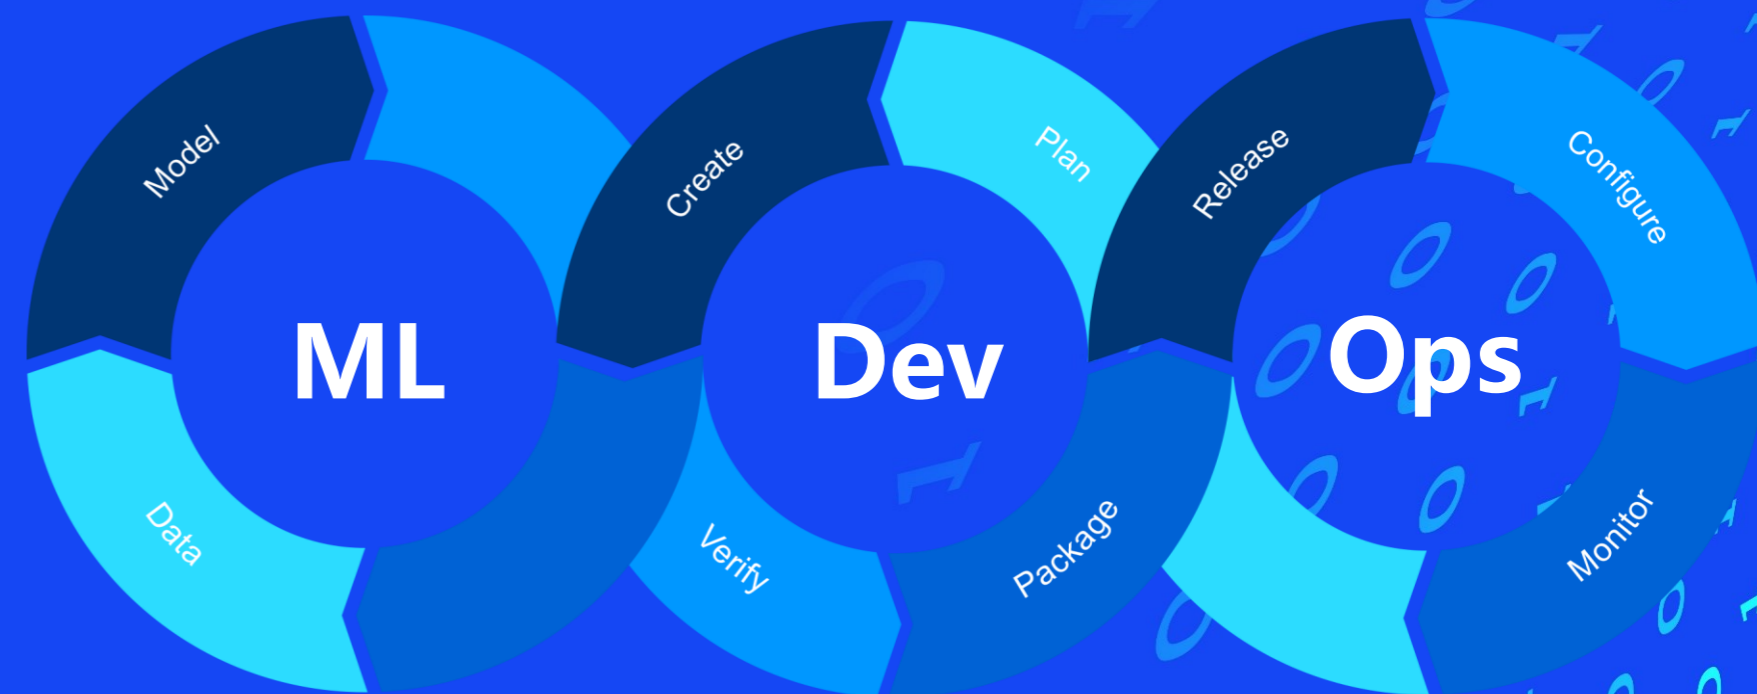 Model
Data
ML
Create
Plan
Verify
Package
Dev
Release
Configure
Monitor
Ops